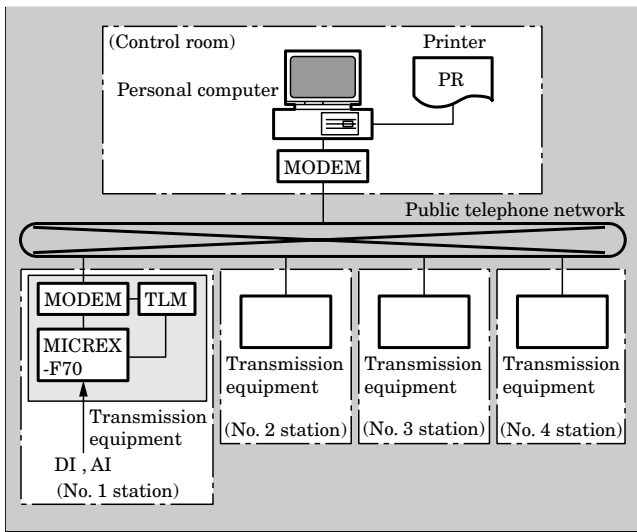 (Control room)
Printer
PR
Personal computer
MODEM
Public telephone network
MODEM
TLM
MICREX
-F70
Transmission
equipment
DI , AI
(No. 1 station)
Transmission
equipment
(No. 2 station)
Transmission
equipment
(No. 3 station)
Transmission
equipment
(No. 4 station)